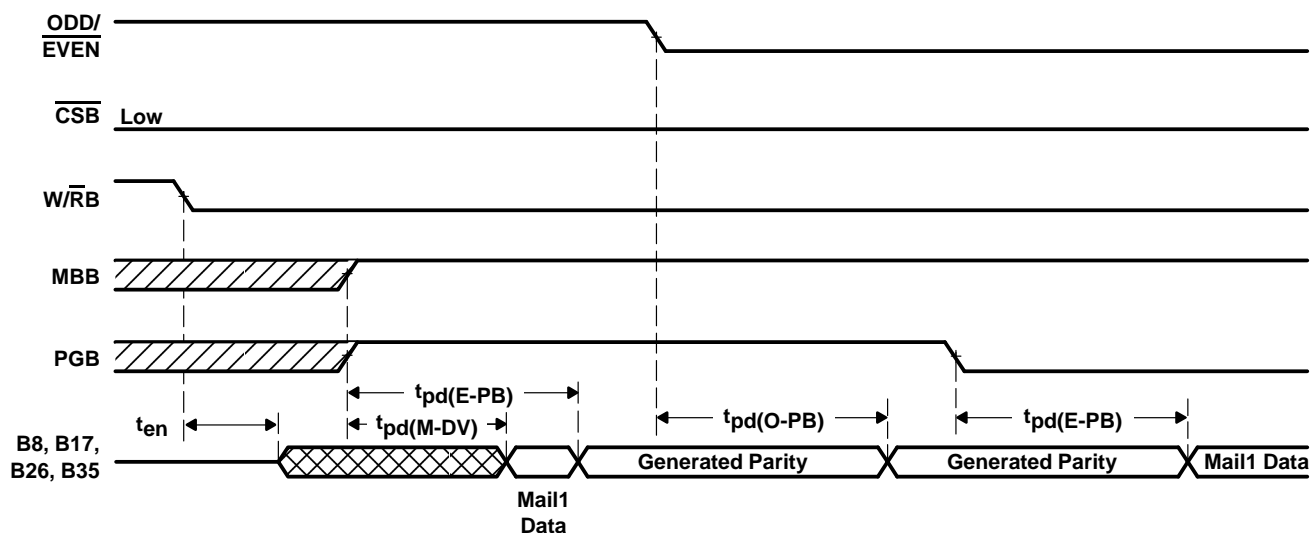 ODD/
EVEN
CSB
Low
W/RB
MBB
PGB
tpd(E-PB)
ten
tpd(M-DV)
tpd(O-PB)
tpd(E-PB)
B8, B17,
B26, B35
Generated Parity
Generated Parity
Mail1 Data
Mail1
Data